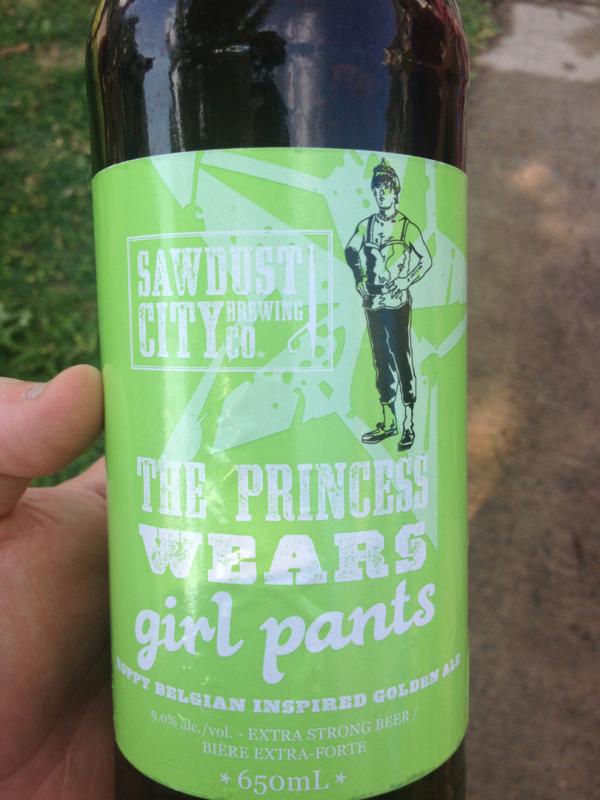 SAWDUST
CITY BREWING CO.
THE PRINCESS
WEARS
girl pants
HOPPY BELGIAN INSPIRED GOLDEN ALE
9.0% alc./vol. - EXTRA STRONG BEER /
BIÈRE EXTRA-FORTE
★ 650mL ★